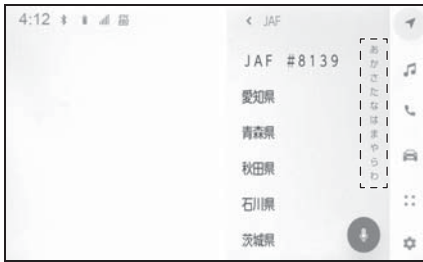 4:12
< JAF
JAF #8139
愛知県
青森県
秋田県
石川県
茨城県
あ
か
さ
た
な
は
ま
や
ら
わ